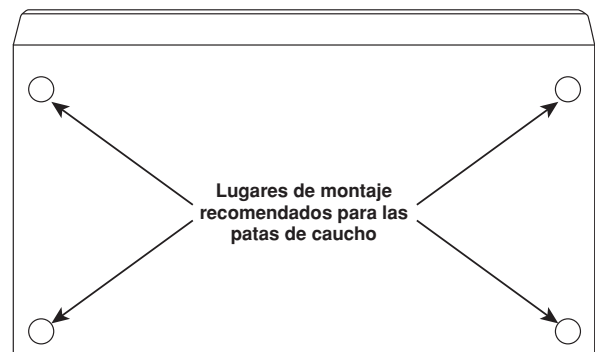 Lugares de montaje
recomendados para las
patas de caucho